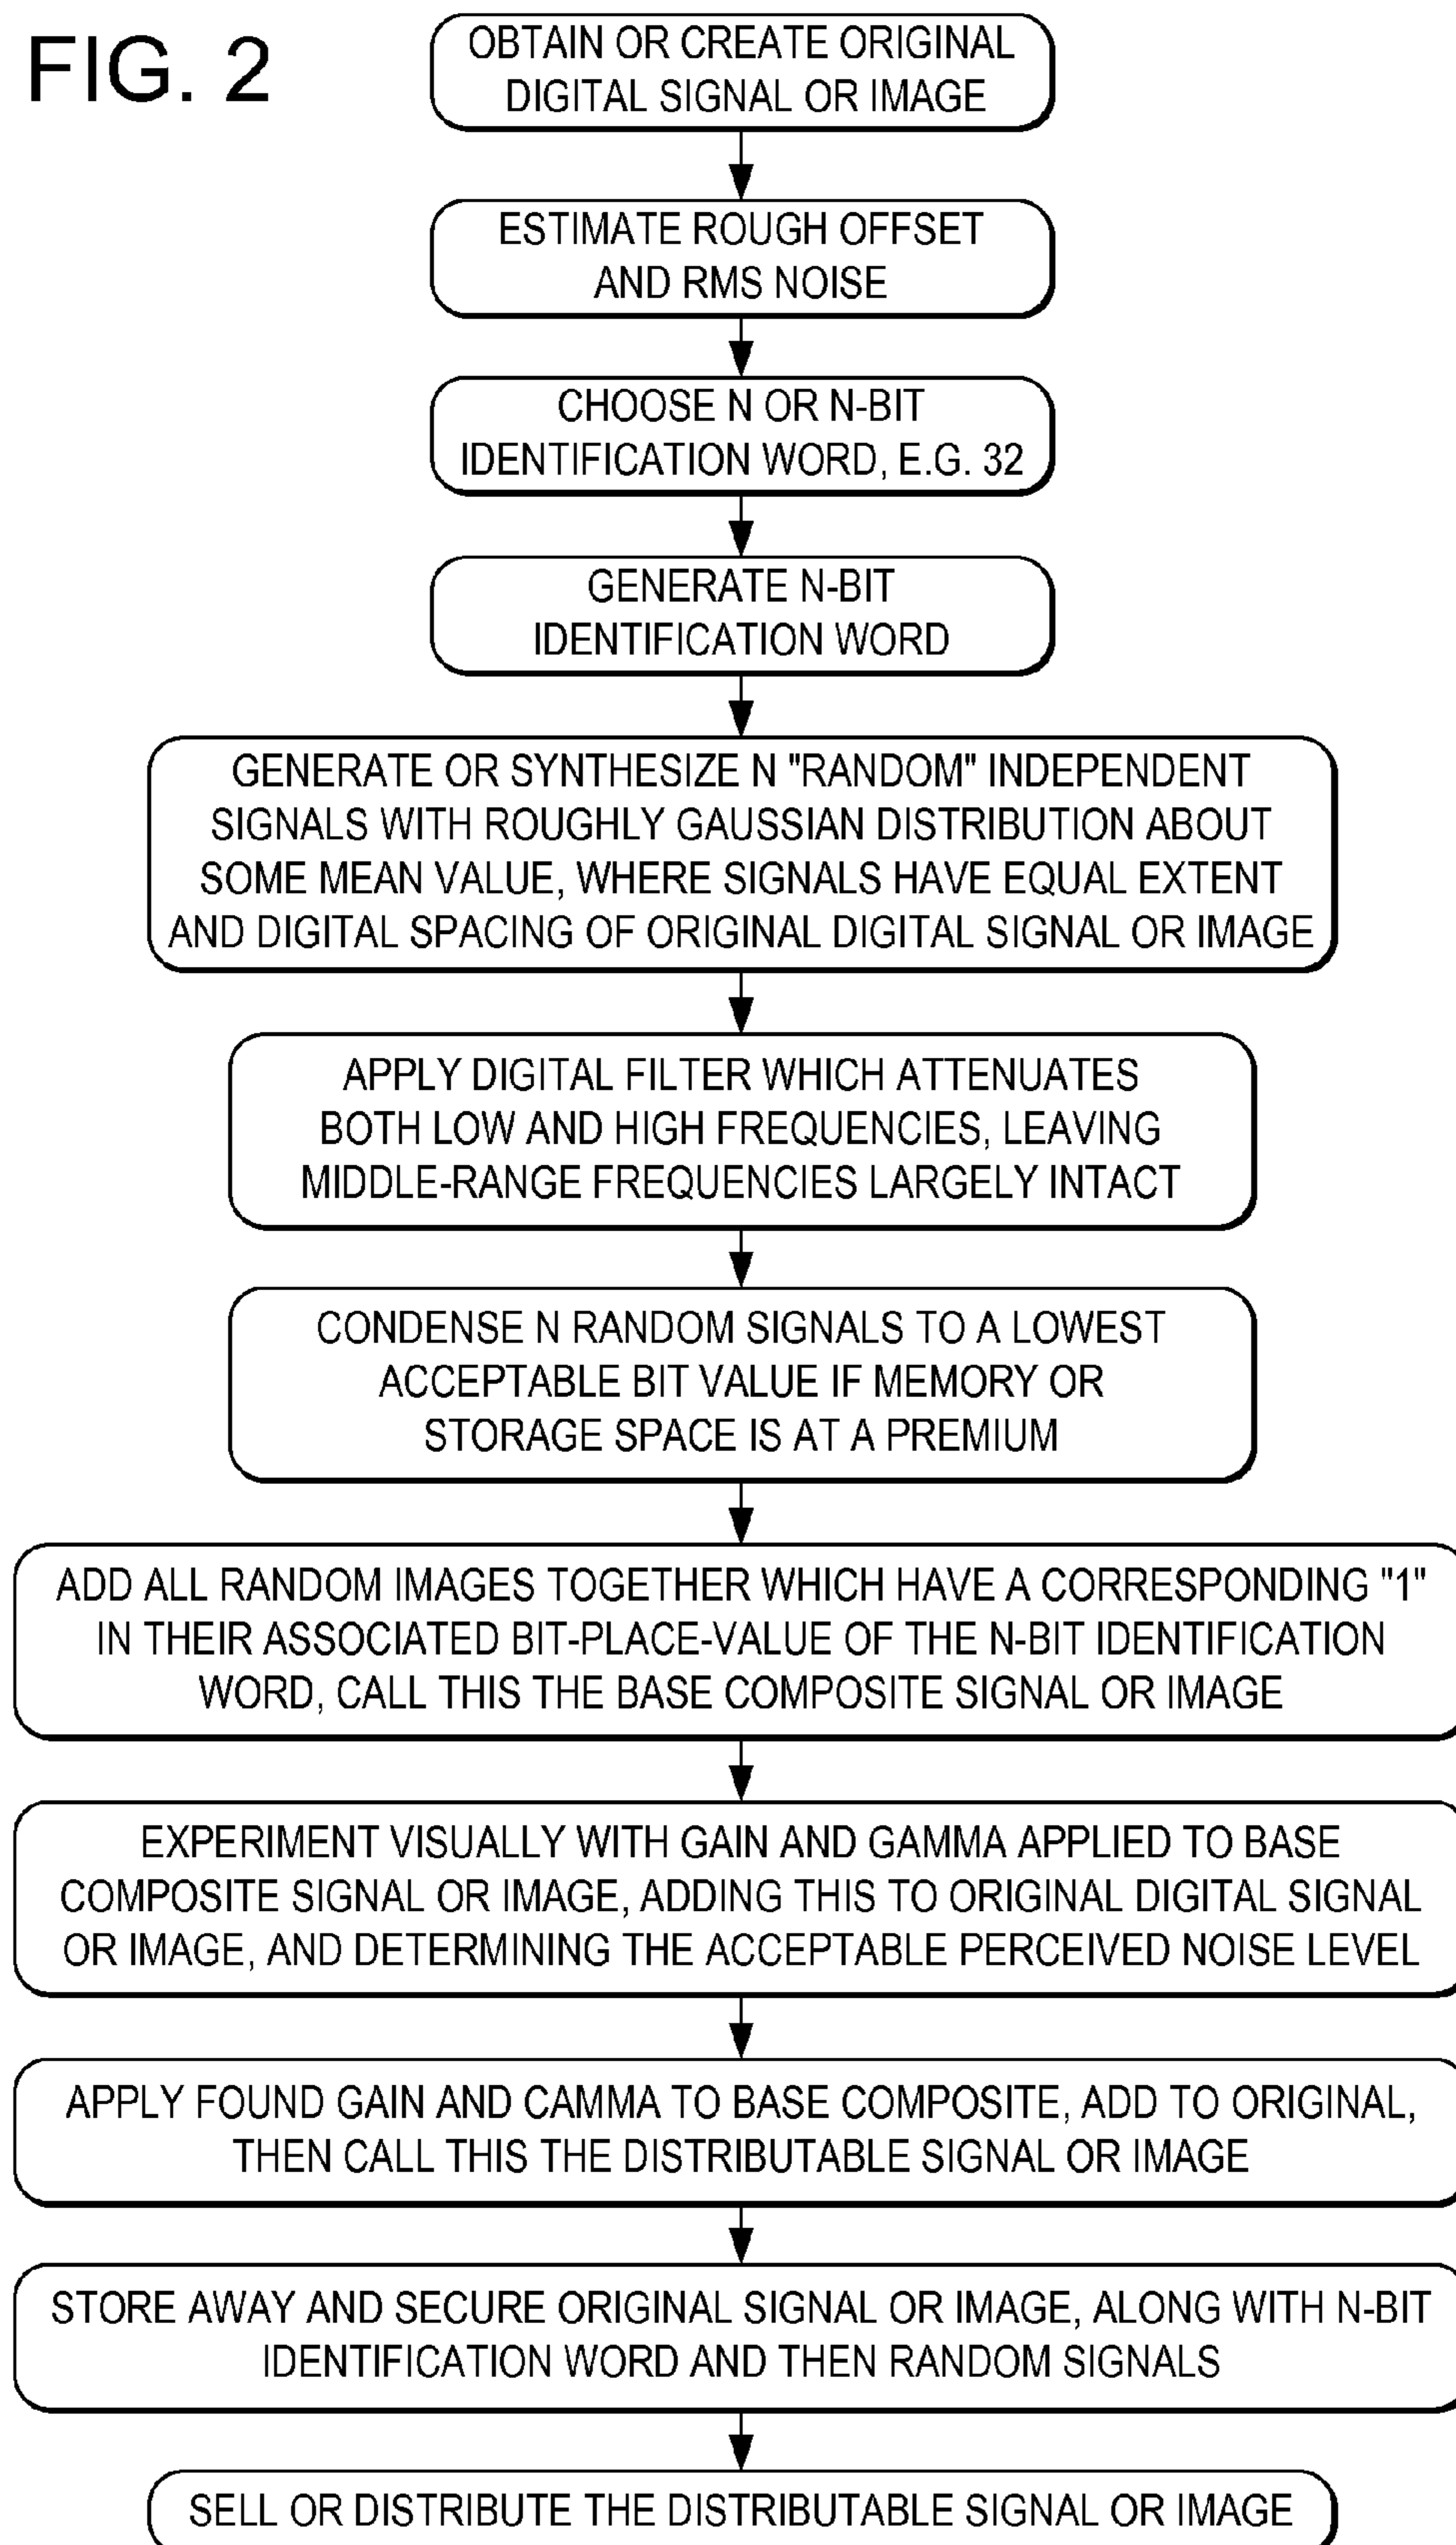 FIG. 2
OBTAIN OR CREATE ORIGINAL
DIGITAL SIGNAL OR IMAGE
ESTIMATE ROUGH OFFSET
AND RMS NOISE
CHOOSE N OR N-BIT
IDENTIFICATION WORD, E.G. 32
GENERATE N-BIT
IDENTIFICATION WORD
GENERATE OR SYNTHESIZE N "RANDOM" INDEPENDENT
SIGNALS WITH ROUGHLY GAUSSIAN DISTRIBUTION ABOUT
SOME MEAN VALUE, WHERE SIGNALS HAVE EQUAL EXTENT
AND DIGITAL SPACING OF ORIGINAL DIGITAL SIGNAL OR IMAGE
APPLY DIGITAL FILTER WHICH ATTENUATES
BOTH LOW AND HIGH FREQUENCIES, LEAVING
MIDDLE-RANGE FREQUENCIES LARGELY INTACT
CONDENSE N RANDOM SIGNALS TO A LOWEST
ACCEPTABLE BIT VALUE IF MEMORY OR
STORAGE SPACE IS AT A PREMIUM
ADD ALL RANDOM IMAGES TOGETHER WHICH HAVE A CORRESPONDING "1"
IN THEIR ASSOCIATED BIT-PLACE-VALUE OF THE N-BIT IDENTIFICATION
WORD, CALL THIS THE BASE COMPOSITE SIGNAL OR IMAGE
EXPERIMENT VISUALLY WITH GAIN AND GAMMA APPLIED TO BASE
COMPOSITE SIGNAL OR IMAGE, ADDING THIS TO ORIGINAL DIGITAL SIGNAL
OR IMAGE, AND DETERMINING THE ACCEPTABLE PERCEIVED NOISE LEVEL
APPLY FOUND GAIN AND CAMMA TO BASE COMPOSITE, ADD TO ORIGINAL,
THEN CALL THIS THE DISTRIBUTABLE SIGNAL OR IMAGE
STORE AWAY AND SECURE ORIGINAL SIGNAL OR IMAGE, ALONG WITH N-BIT
IDENTIFICATION WORD AND THEN RANDOM SIGNALS
SELL OR DISTRIBUTE THE DISTRIBUTABLE SIGNAL OR IMAGE